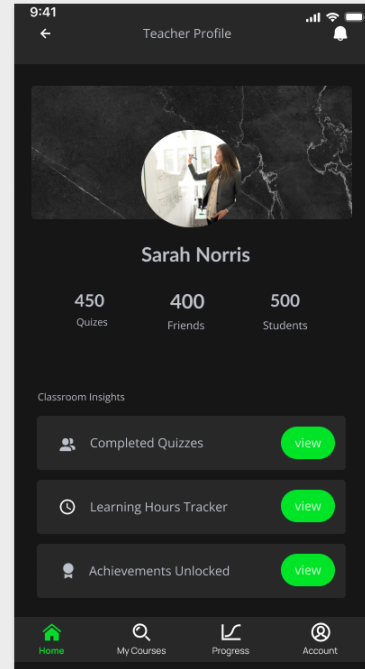 9:41
Teacher Profile
Sarah Norris
450 400 500
Quizes Friends Students
Classroom Insights
Completed Quizzes view
Learning Hours Tracker view
Achievements Unlocked view
Home My Courses Progress Account